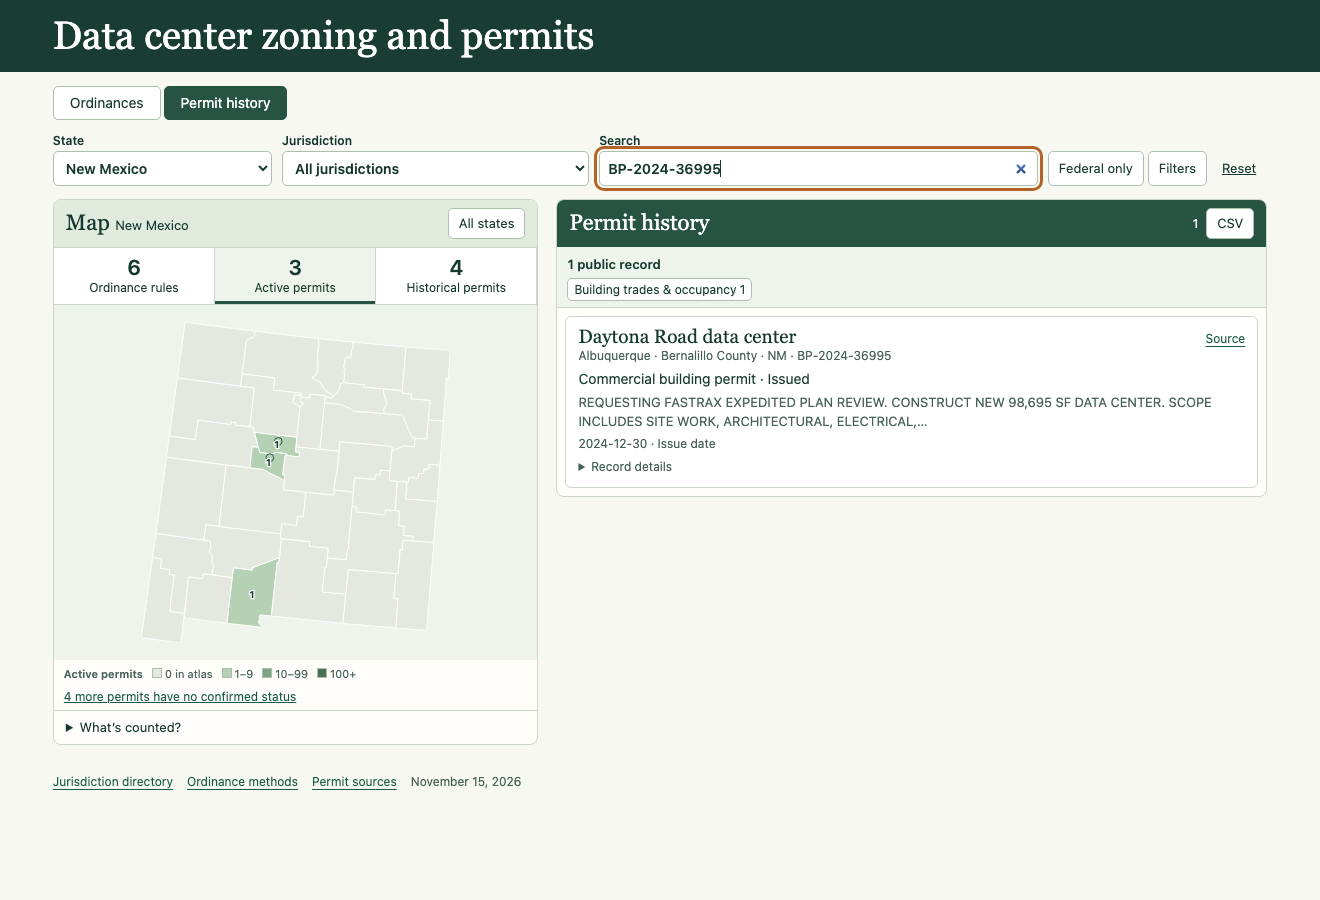 Data center zoning and permits
Ordinances
Permit history
State
Jurisdiction
Search
New Mexico
All jurisdictions
BP-2024-36995
Federal only
Filters
Reset
Map New Mexico
All states
6
Ordinance rules
3
Active permits
4
Historical permits
1
1
1
Active permits 0 in atlas 1–9 10–99 100+
4 more permits have no confirmed status
What’s counted?
Permit history
1
CSV
1 public record
Building trades & occupancy 1
Daytona Road data center
Source
Albuquerque · Bernalillo County · NM · BP-2024-36995
Commercial building permit · Issued
REQUESTING FASTRAX EXPEDITED PLAN REVIEW. CONSTRUCT NEW 98,695 SF DATA CENTER. SCOPE
INCLUDES SITE WORK, ARCHITECTURAL, ELECTRICAL,...
2024-12-30 · Issue date
Record details
Jurisdiction directory
Ordinance methods
Permit sources
November 15, 2026